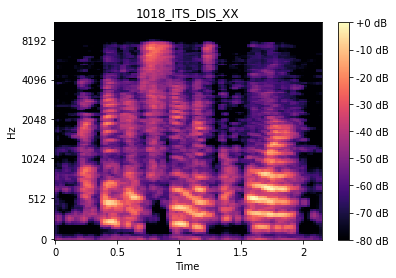 1018_ITS_DIS_XX
8192
4096
2048
1024
512
0
Hz
0
0.5
1
1.5
2
Time
+0 dB
-10 dB
-20 dB
-30 dB
-40 dB
-50 dB
-60 dB
-70 dB
-80 dB